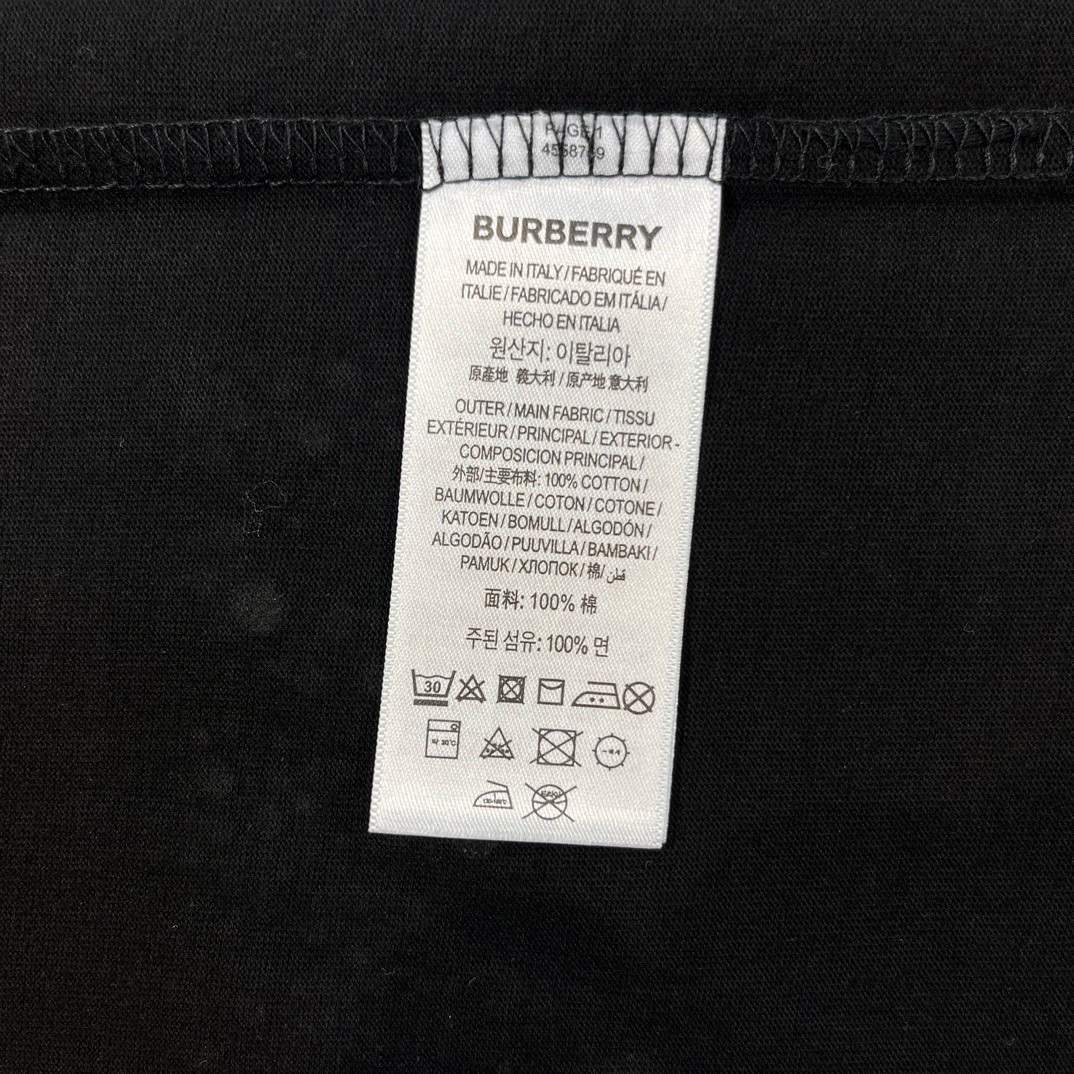 PAGE 1
BURBERRY
MADE IN ITALY / FABRIQUÉ EN
ITALIE / FABRICADO EM ITÁLIA /
HECHO EN ITALIA
원산지: 이탈리아
原產地 義大利 / 原产地 意大利
OUTER / MAIN FABRIC / TISSU
EXTÉRIEUR / PRINCIPAL / EXTERIOR -
COMPOSICION PRINCIPAL /
外部/主要布料: 100% COTTON /
BAUMWOLLE / COTON / COTONE /
KATOEN / BOMULL / ALGODÓN /
ALGODÃO / PUUVILLA / BAMBAKI /
PAMUK / ХЛОПОК / 棉/ قطن
面料: 100% 棉
주된 섬유: 100% 면
30